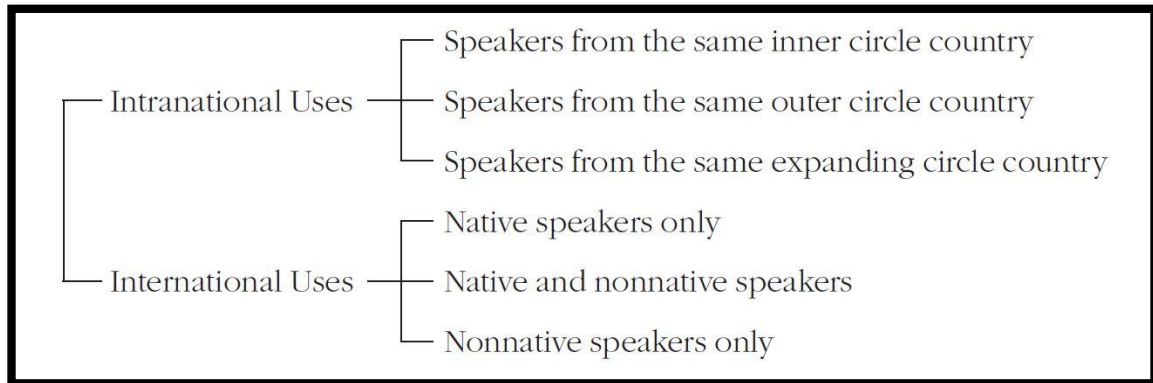 Speakers from the same inner circle country
Intranational Uses
Speakers from the same outer circle country
Speakers from the same expanding circle country
Native speakers only
International Uses
Native and nonnative speakers
Nonnative speakers only